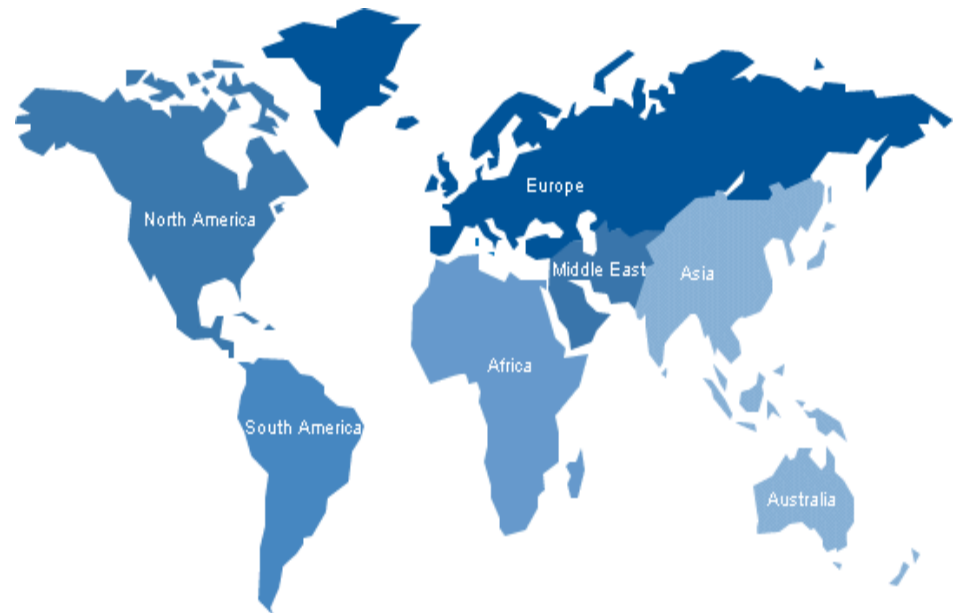 Europe
North America
Middle East
Asia
Africa
South America
Australia